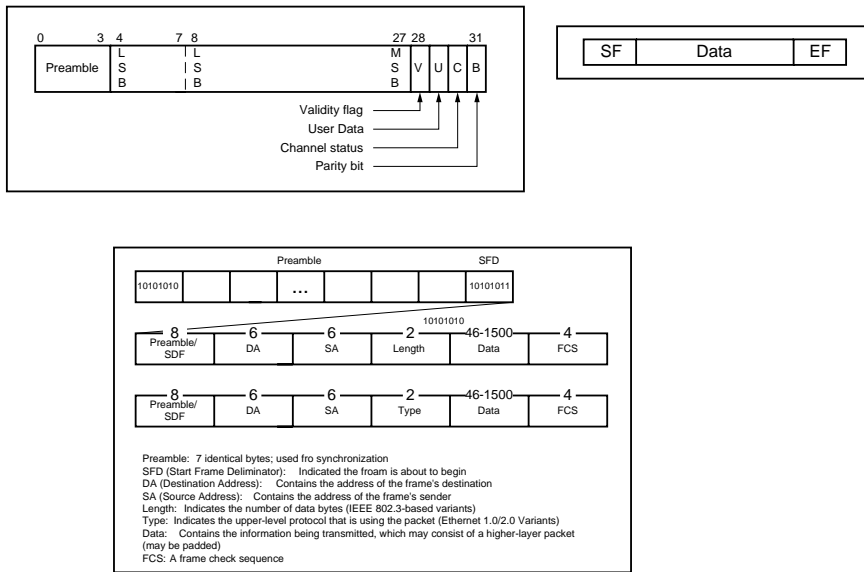 0 3 4 7 8 27 28 31
Preamble L S B L S B M S B V U C B
Validity flag
User Data
Channel status
Parity bit
SF Data EF
Preamble SFD
10101010 ... 10101011
10101010
8 6 6 2 46-1500 4
Preamble/ SDF DA SA Length Data FCS
8 6 6 2 46-1500 4
Preamble/ SDF DA SA Type Data FCS
Preamble: 7 identical bytes; used fro synchronization
SFD (Start Frame Deliminator): Indicated the froam is about to begin
DA (Destination Address): Contains the address of the frame's destination
SA (Source Address): Contains the address of the frame's sender
Length: Indicates the number of data bytes (IEEE 802.3-based variants)
Type: Indicates the upper-level protocol that is using the packet (Ethernet 1.0/2.0 Variants)
Data: Contains the information being transmitted, which may consist of a higher-layer packet
(may be padded)
FCS: A frame check sequence